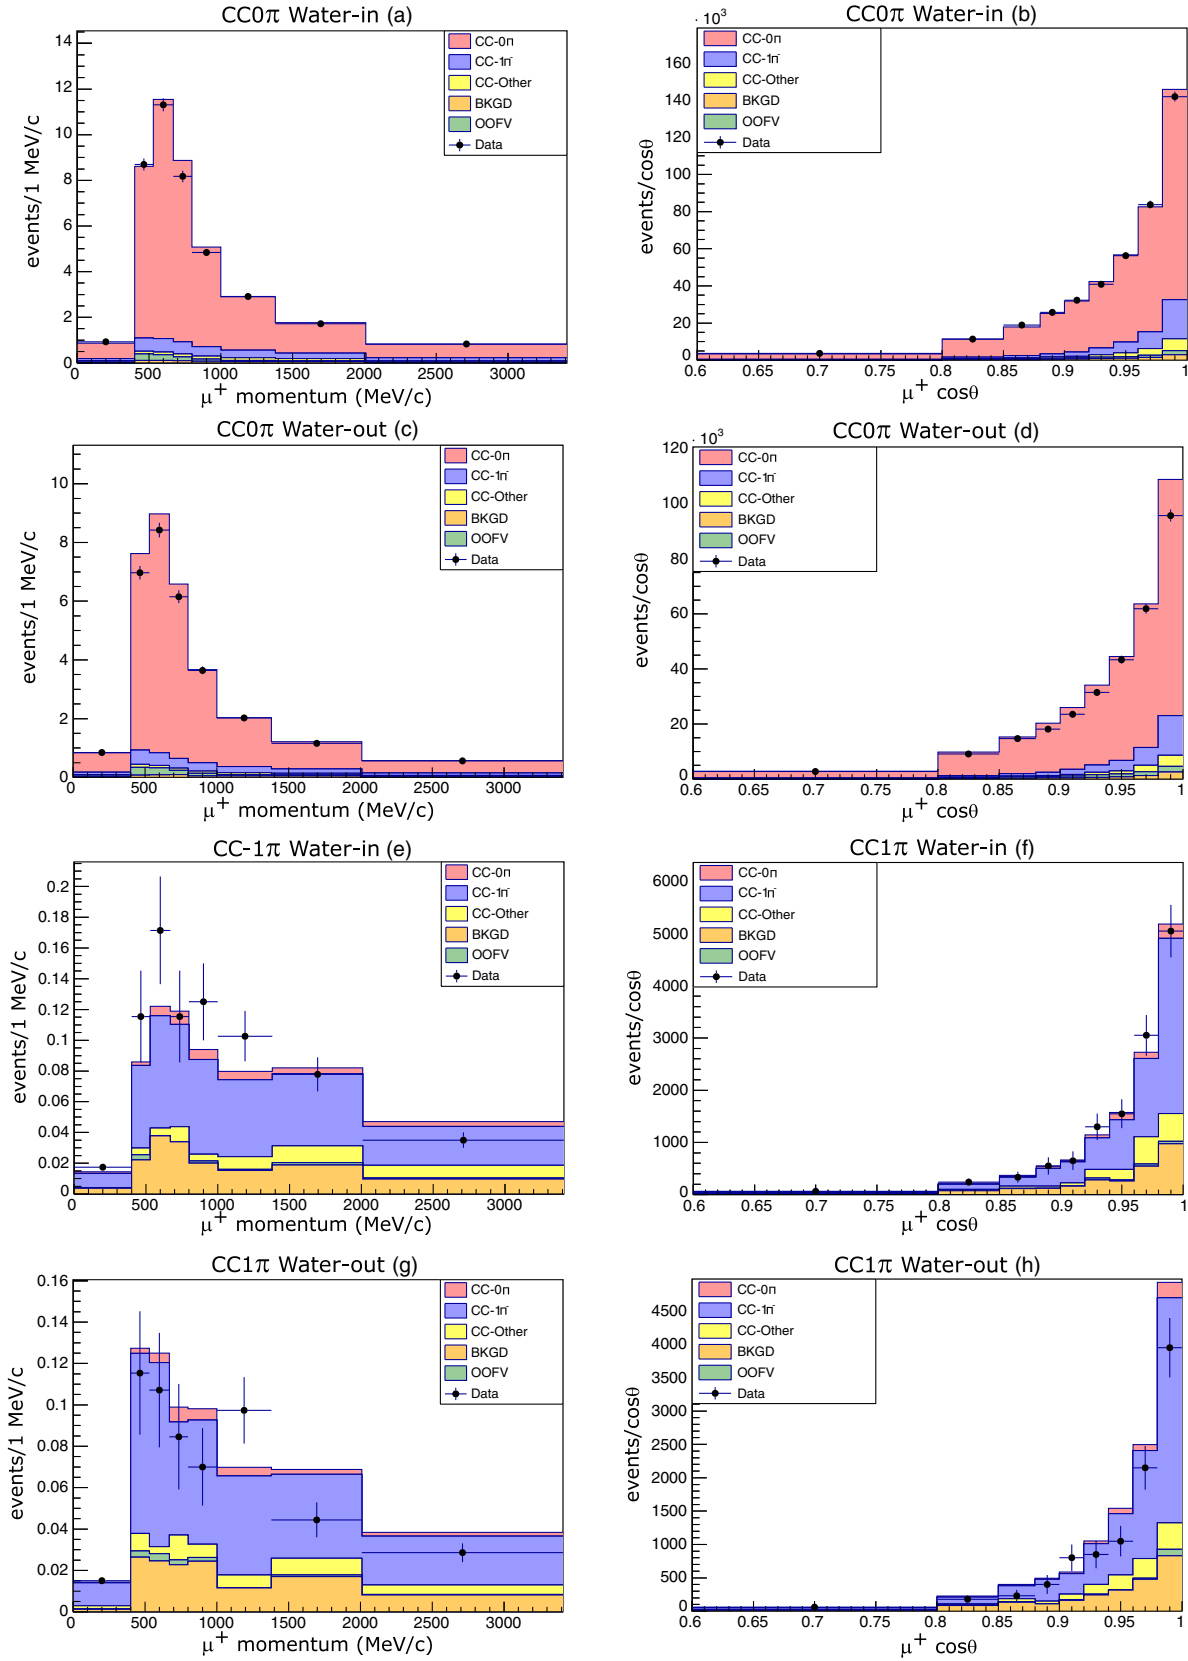 CC0π Water-in (a)
events/1 MeV/c
14
12
10
8
6
4
2
0
CC-0π
CC-1π-
CC-Other
BKGD
OOFV
Data
0 500 1000 1500 2000 2500 3000
μ+ momentum (MeV/c)
CC0π Water-in (b)
· 10^3
events/cosθ
160
140
120
100
80
60
40
20
0
CC-0π
CC-1π-
CC-Other
BKGD
OOFV
Data
0.6 0.65 0.7 0.75 0.8 0.85 0.9 0.95 1
μ+ cosθ
CC0π Water-out (c)
events/1 MeV/c
10
8
6
4
2
0
CC-0π
CC-1π-
CC-Other
BKGD
OOFV
Data
0 500 1000 1500 2000 2500 3000
μ+ momentum (MeV/c)
CC0π Water-out (d)
· 10^3
events/cosθ
120
100
80
60
40
20
0
CC-0π
CC-1π-
CC-Other
BKGD
OOFV
Data
0.6 0.65 0.7 0.75 0.8 0.85 0.9 0.95 1
μ+ cosθ
CC-1π Water-in (e)
events/1 MeV/c
0.2
0.18
0.16
0.14
0.12
0.1
0.08
0.06
0.04
0.02
0
CC-0π
CC-1π-
CC-Other
BKGD
OOFV
Data
0 500 1000 1500 2000 2500 3000
μ+ momentum (MeV/c)
CC1π Water-in (f)
events/cosθ
6000
5000
4000
3000
2000
1000
0
CC-0π
CC-1π-
CC-Other
BKGD
OOFV
Data
0.6 0.65 0.7 0.75 0.8 0.85 0.9 0.95 1
μ+ cosθ
CC1π Water-out (g)
events/1 MeV/c
0.16
0.14
0.12
0.1
0.08
0.06
0.04
0.02
0
CC-0π
CC-1π-
CC-Other
BKGD
OOFV
Data
0 500 1000 1500 2000 2500 3000
μ+ momentum (MeV/c)
CC1π Water-out (h)
events/cosθ
4500
4000
3500
3000
2500
2000
1500
1000
500
0
CC-0π
CC-1π-
CC-Other
BKGD
OOFV
Data
0.6 0.65 0.7 0.75 0.8 0.85 0.9 0.95 1
μ+ cosθ